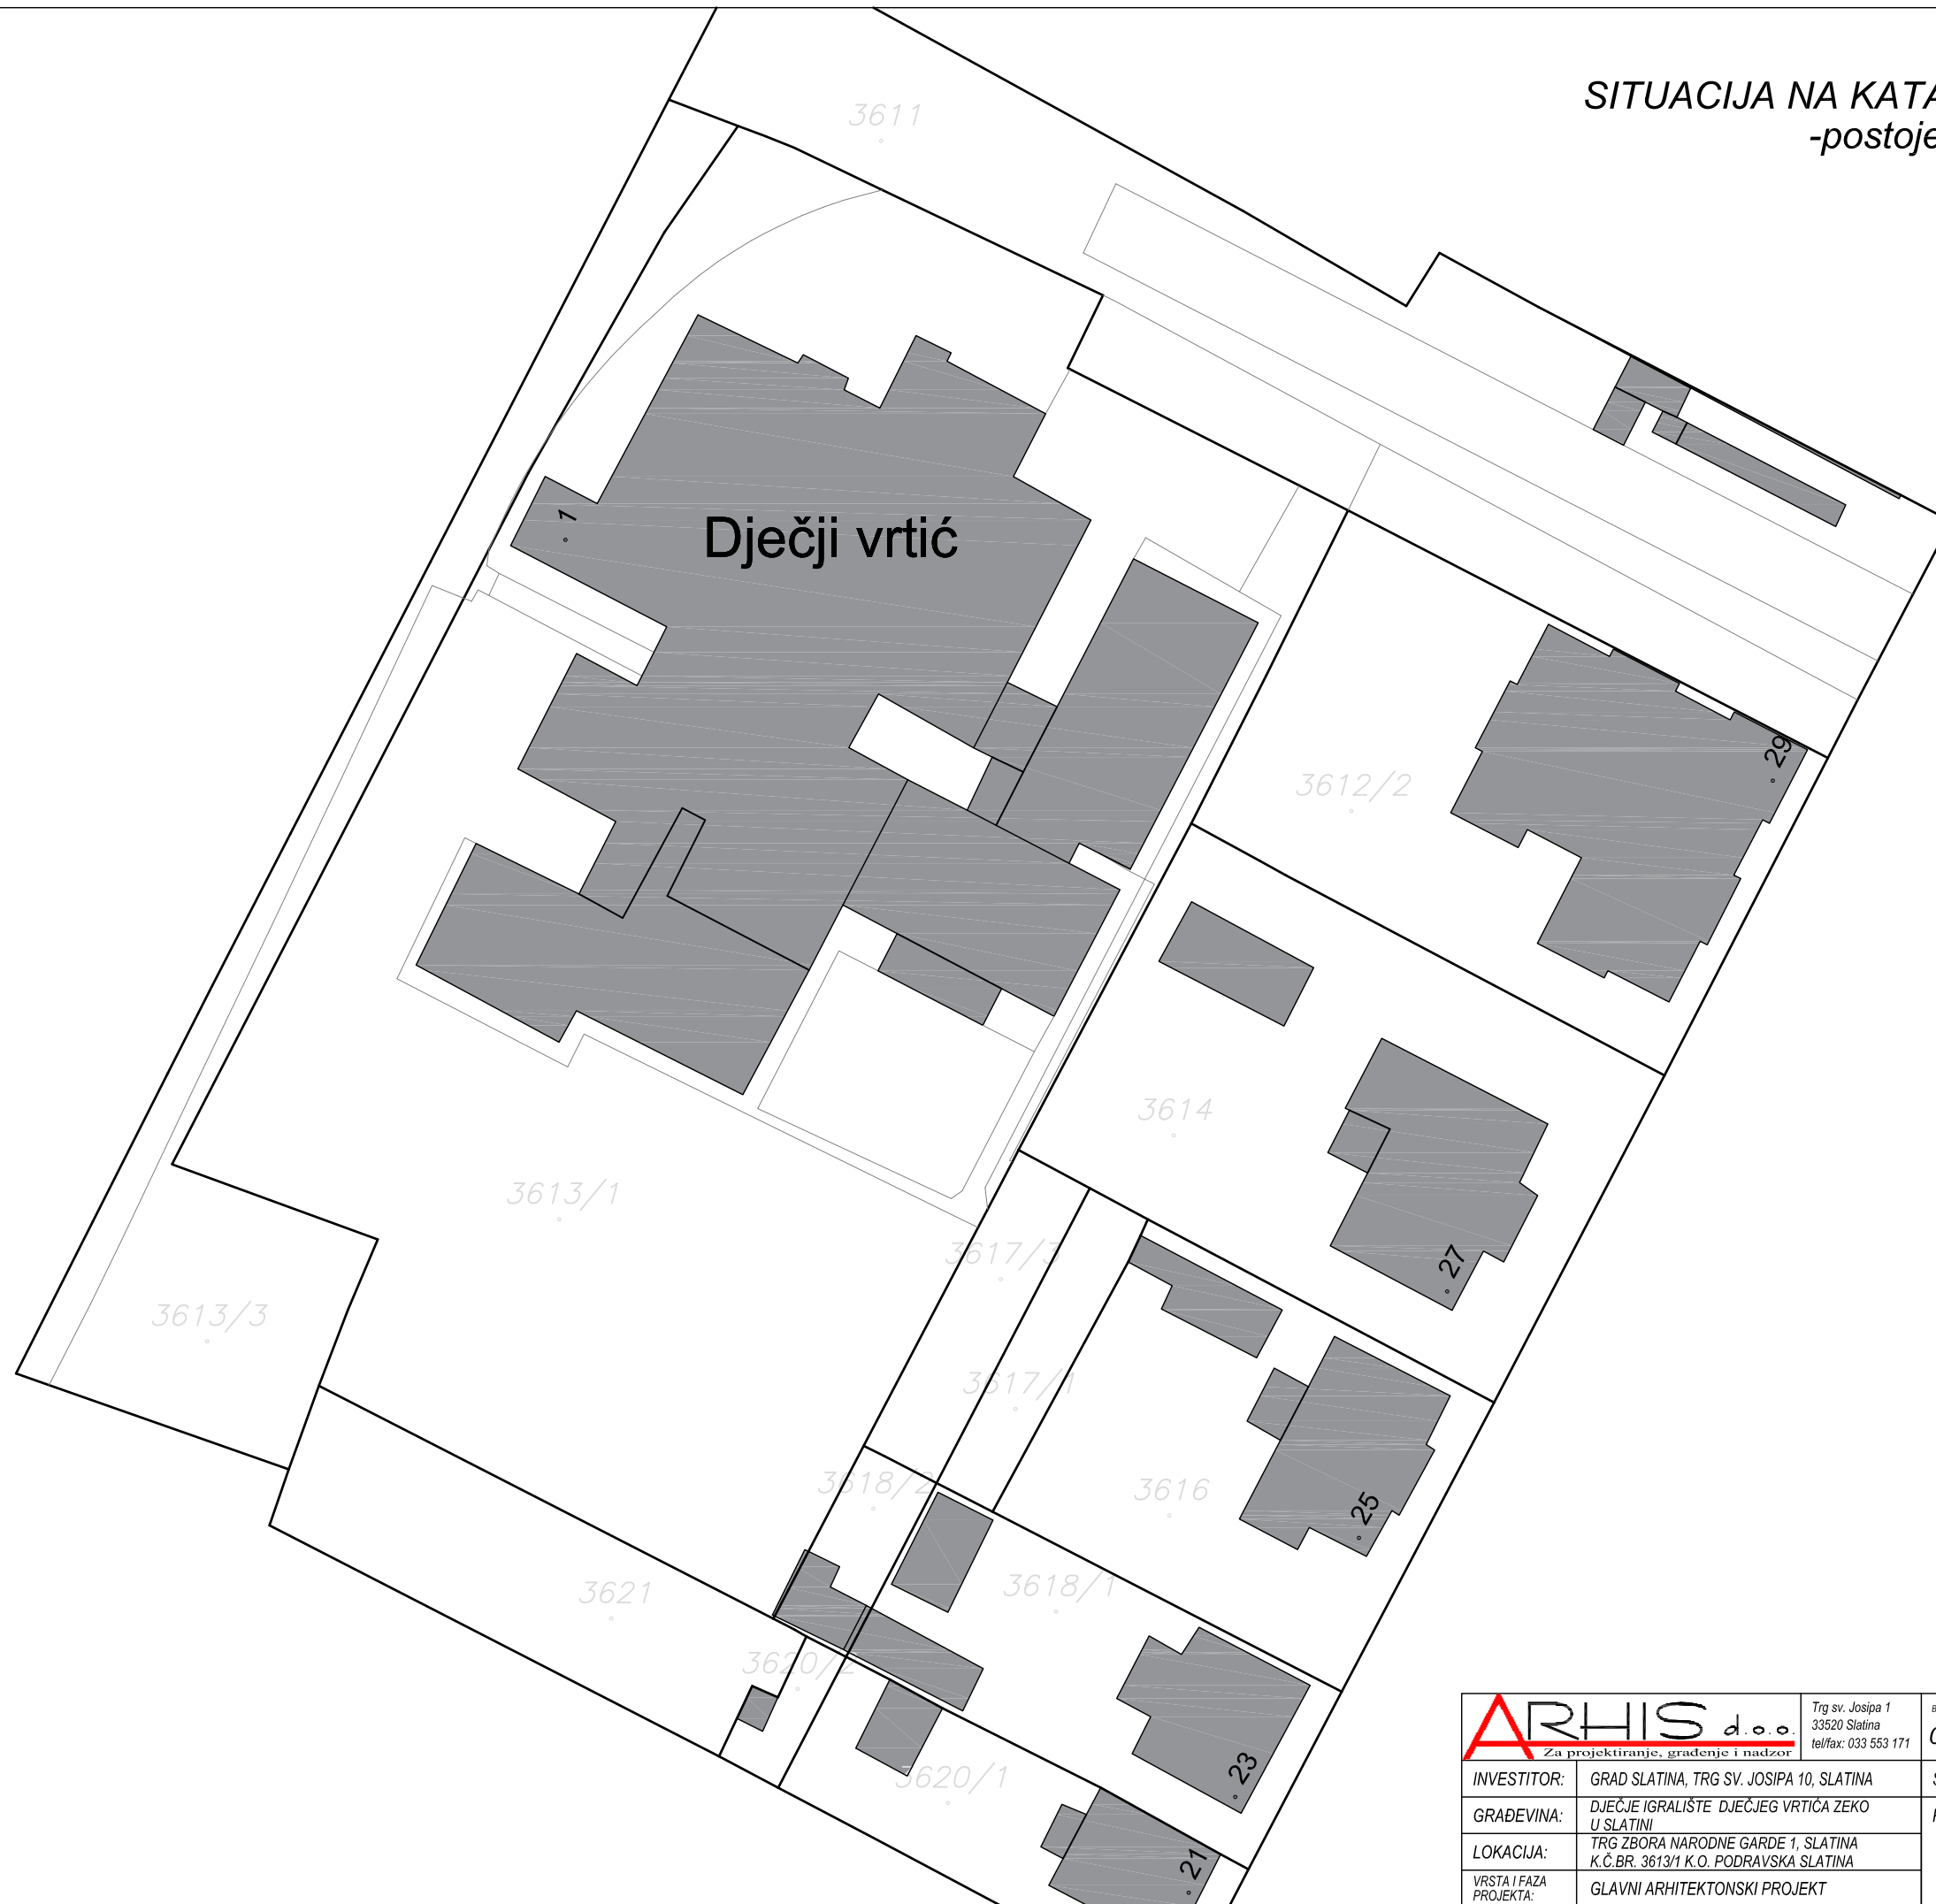 SITUACIJA NA
3611
1
Dječji vrtić
29
3612/2
3614
3613/1
27
3617/3
3613/3
3617/1
3618/2
3616
25
3618/1
3621
3620/2
3620/1
23
21
ARHIS d.o.o.
Za projektiranje, građenje i nadzor
Trg sv. Josipa 1
33520 Slatina
tel/fax: 033 553 171
INVESTITOR: GRAD SLATINA, TRG SV. JOSIPA 10, SLATINA
GRAĐEVINA: DJEČJE IGRALIŠTE DJEČJEG VRTIĆA ZEKO
U SLATINI
LOKACIJA: TRG ZBORA NARODNE GARDE 1, SLATINA
K.Č.BR. 3613/1 K.O. PODRAVSKA SLATINA
VRSTA I FAZA
PROJEKTA: GLAVNI ARHITEKTONSKI PROJEKT